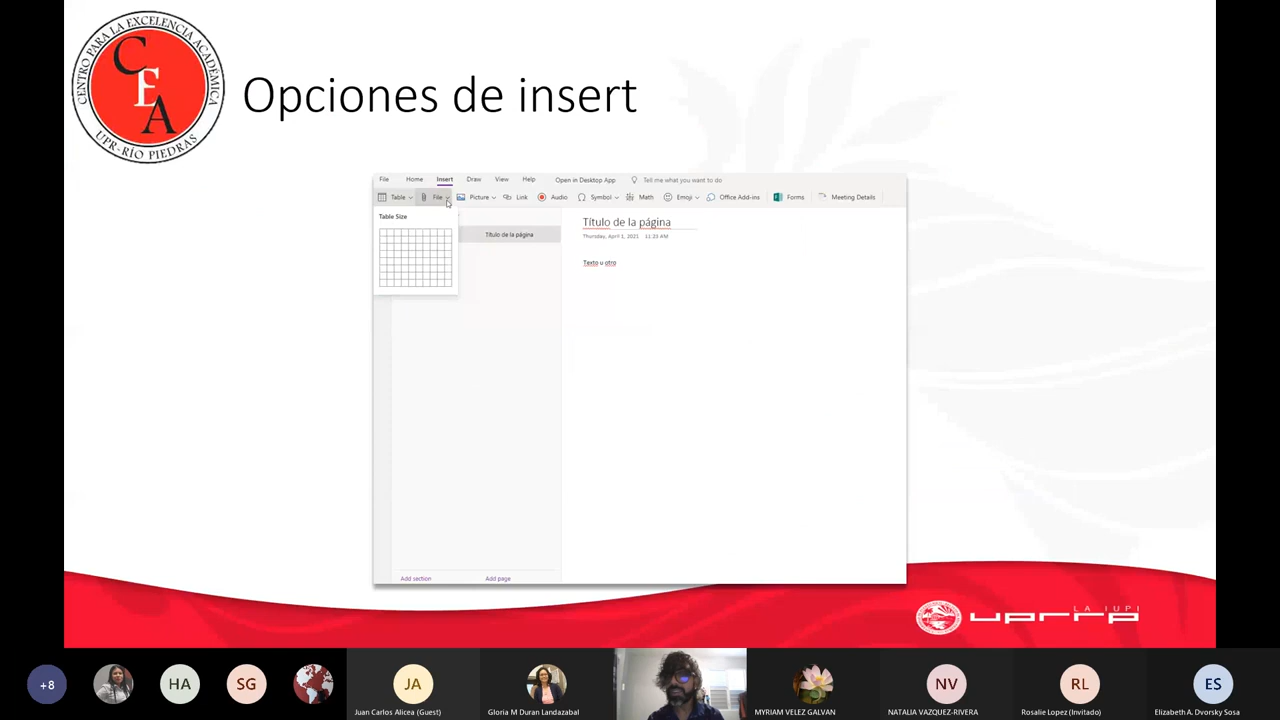 CENTRO PARA LA EXCELENCIA ACADÉMICA
CEA
UPR-RÍO PIEDRAS
Opciones de insert
File Home Insert Draw View Help Open in Desktop App Tell me what you want to do
Table File Picture Link Audio Symbol Math Emoji Office Add-ins Forms Meeting Details
Table Size
Título de la página
Título de la página
Thursday, April 1, 2021 11:23 AM
Texto u otro
Add section Add page
LA IUPI
uprrp
+8 HA SG JA NV RL ES
Juan Carlos Alicea (Guest) Gloria M Duran Landazabal MYRIAM VELEZ GALVAN NATALIA VAZQUEZ-RIVERA Rosalie Lopez (Invitado) Elizabeth A. Dvorsky Sosa